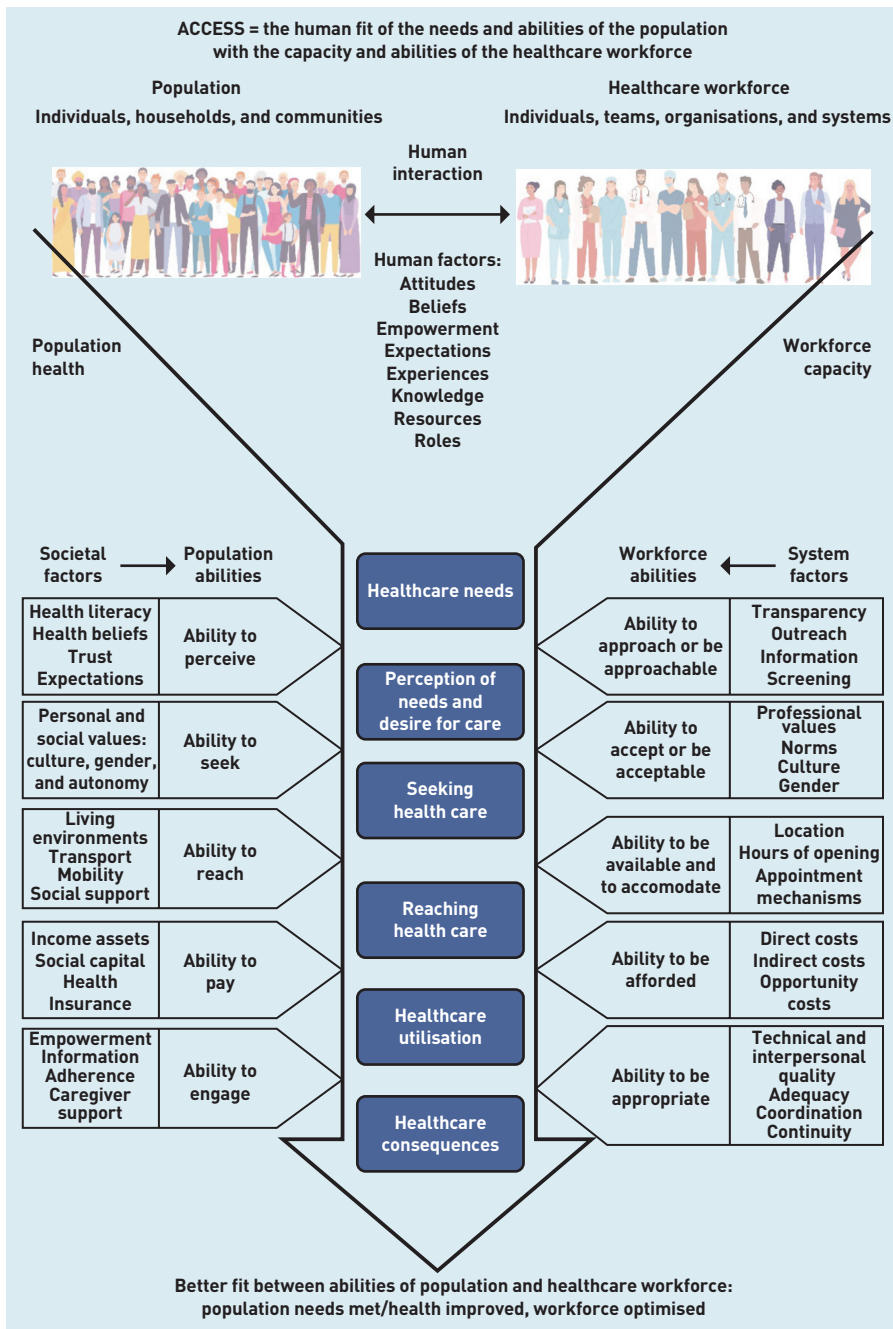 ACCESS = the human fit of the needs and abilities of the population
with the capacity and abilities of the healthcare workforce
Population
Individuals, households, and communities
Healthcare workforce
Individuals, teams, organisations, and systems
Human
interaction
Human factors:
Attitudes
Beliefs
Empowerment
Expectations
Experiences
Knowledge
Resources
Roles
Population
health
Workforce
capacity
Societal
factors
Population
abilities
Workforce
abilities
System
factors
Health literacy
Health beliefs
Trust
Expectations
Ability to
perceive
Personal and
social values:
culture, gender,
and autonomy
Ability to
seek
Living
environments
Transport
Mobility
Social support
Ability to
reach
Income assets
Social capital
Health
Insurance
Ability to
pay
Empowerment
Information
Adherence
Caregiver
support
Ability to
engage
Healthcare needs
Perception of
needs and
desire for care
Seeking
health care
Reaching
health care
Healthcare
utilisation
Healthcare
consequences
Ability to
approach or be
approachable
Transparency
Outreach
Information
Screening
Ability to
accept or be
acceptable
Professional
values
Norms
Culture
Gender
Ability to be
available and
to accomodate
Location
Hours of opening
Appointment
mechanisms
Ability to be
afforded
Direct costs
Indirect costs
Opportunity
costs
Ability to be
appropriate
Technical and
interpersonal
quality
Adequacy
Coordination
Continuity
Better fit between abilities of population and healthcare workforce:
population needs met/health improved, workforce optimised